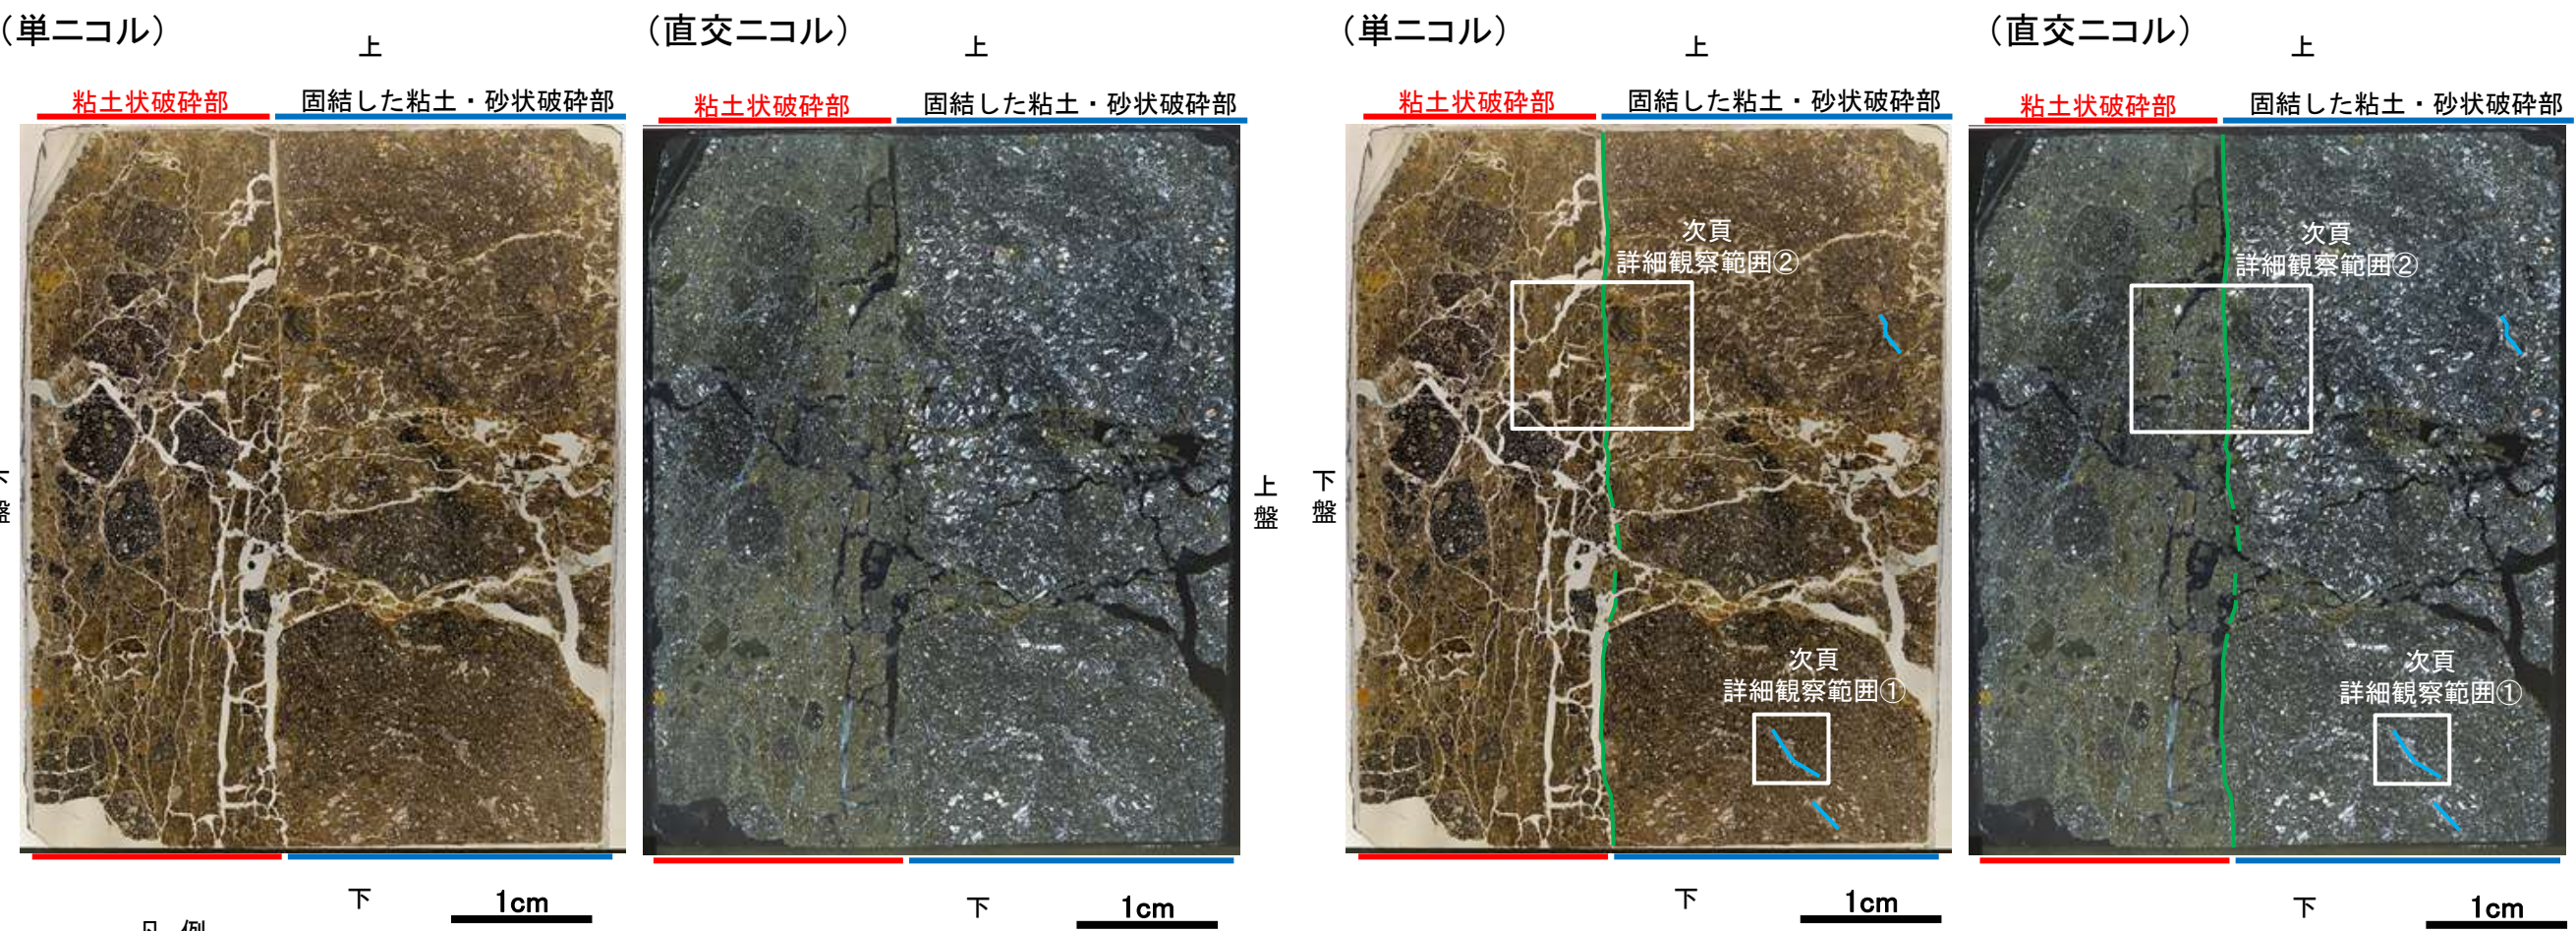 （単ニコル）
上
粘土状破砕部
固結した粘土・砂状破砕部
下
盤
下
1cm
凡 例
（直交ニコル）
上
粘土状破砕部
固結した粘土・砂状破砕部
上
盤
下
1cm
（単ニコル）
上
粘土状破砕部
固結した粘土・砂状破砕部
下
盤
次頁
詳細観察範囲②
次頁
詳細観察範囲①
下
1cm
（直交ニコル）
上
粘土状破砕部
固結した粘土・砂状破砕部
次頁
詳細観察範囲②
次頁
詳細観察範囲①
下
1cm